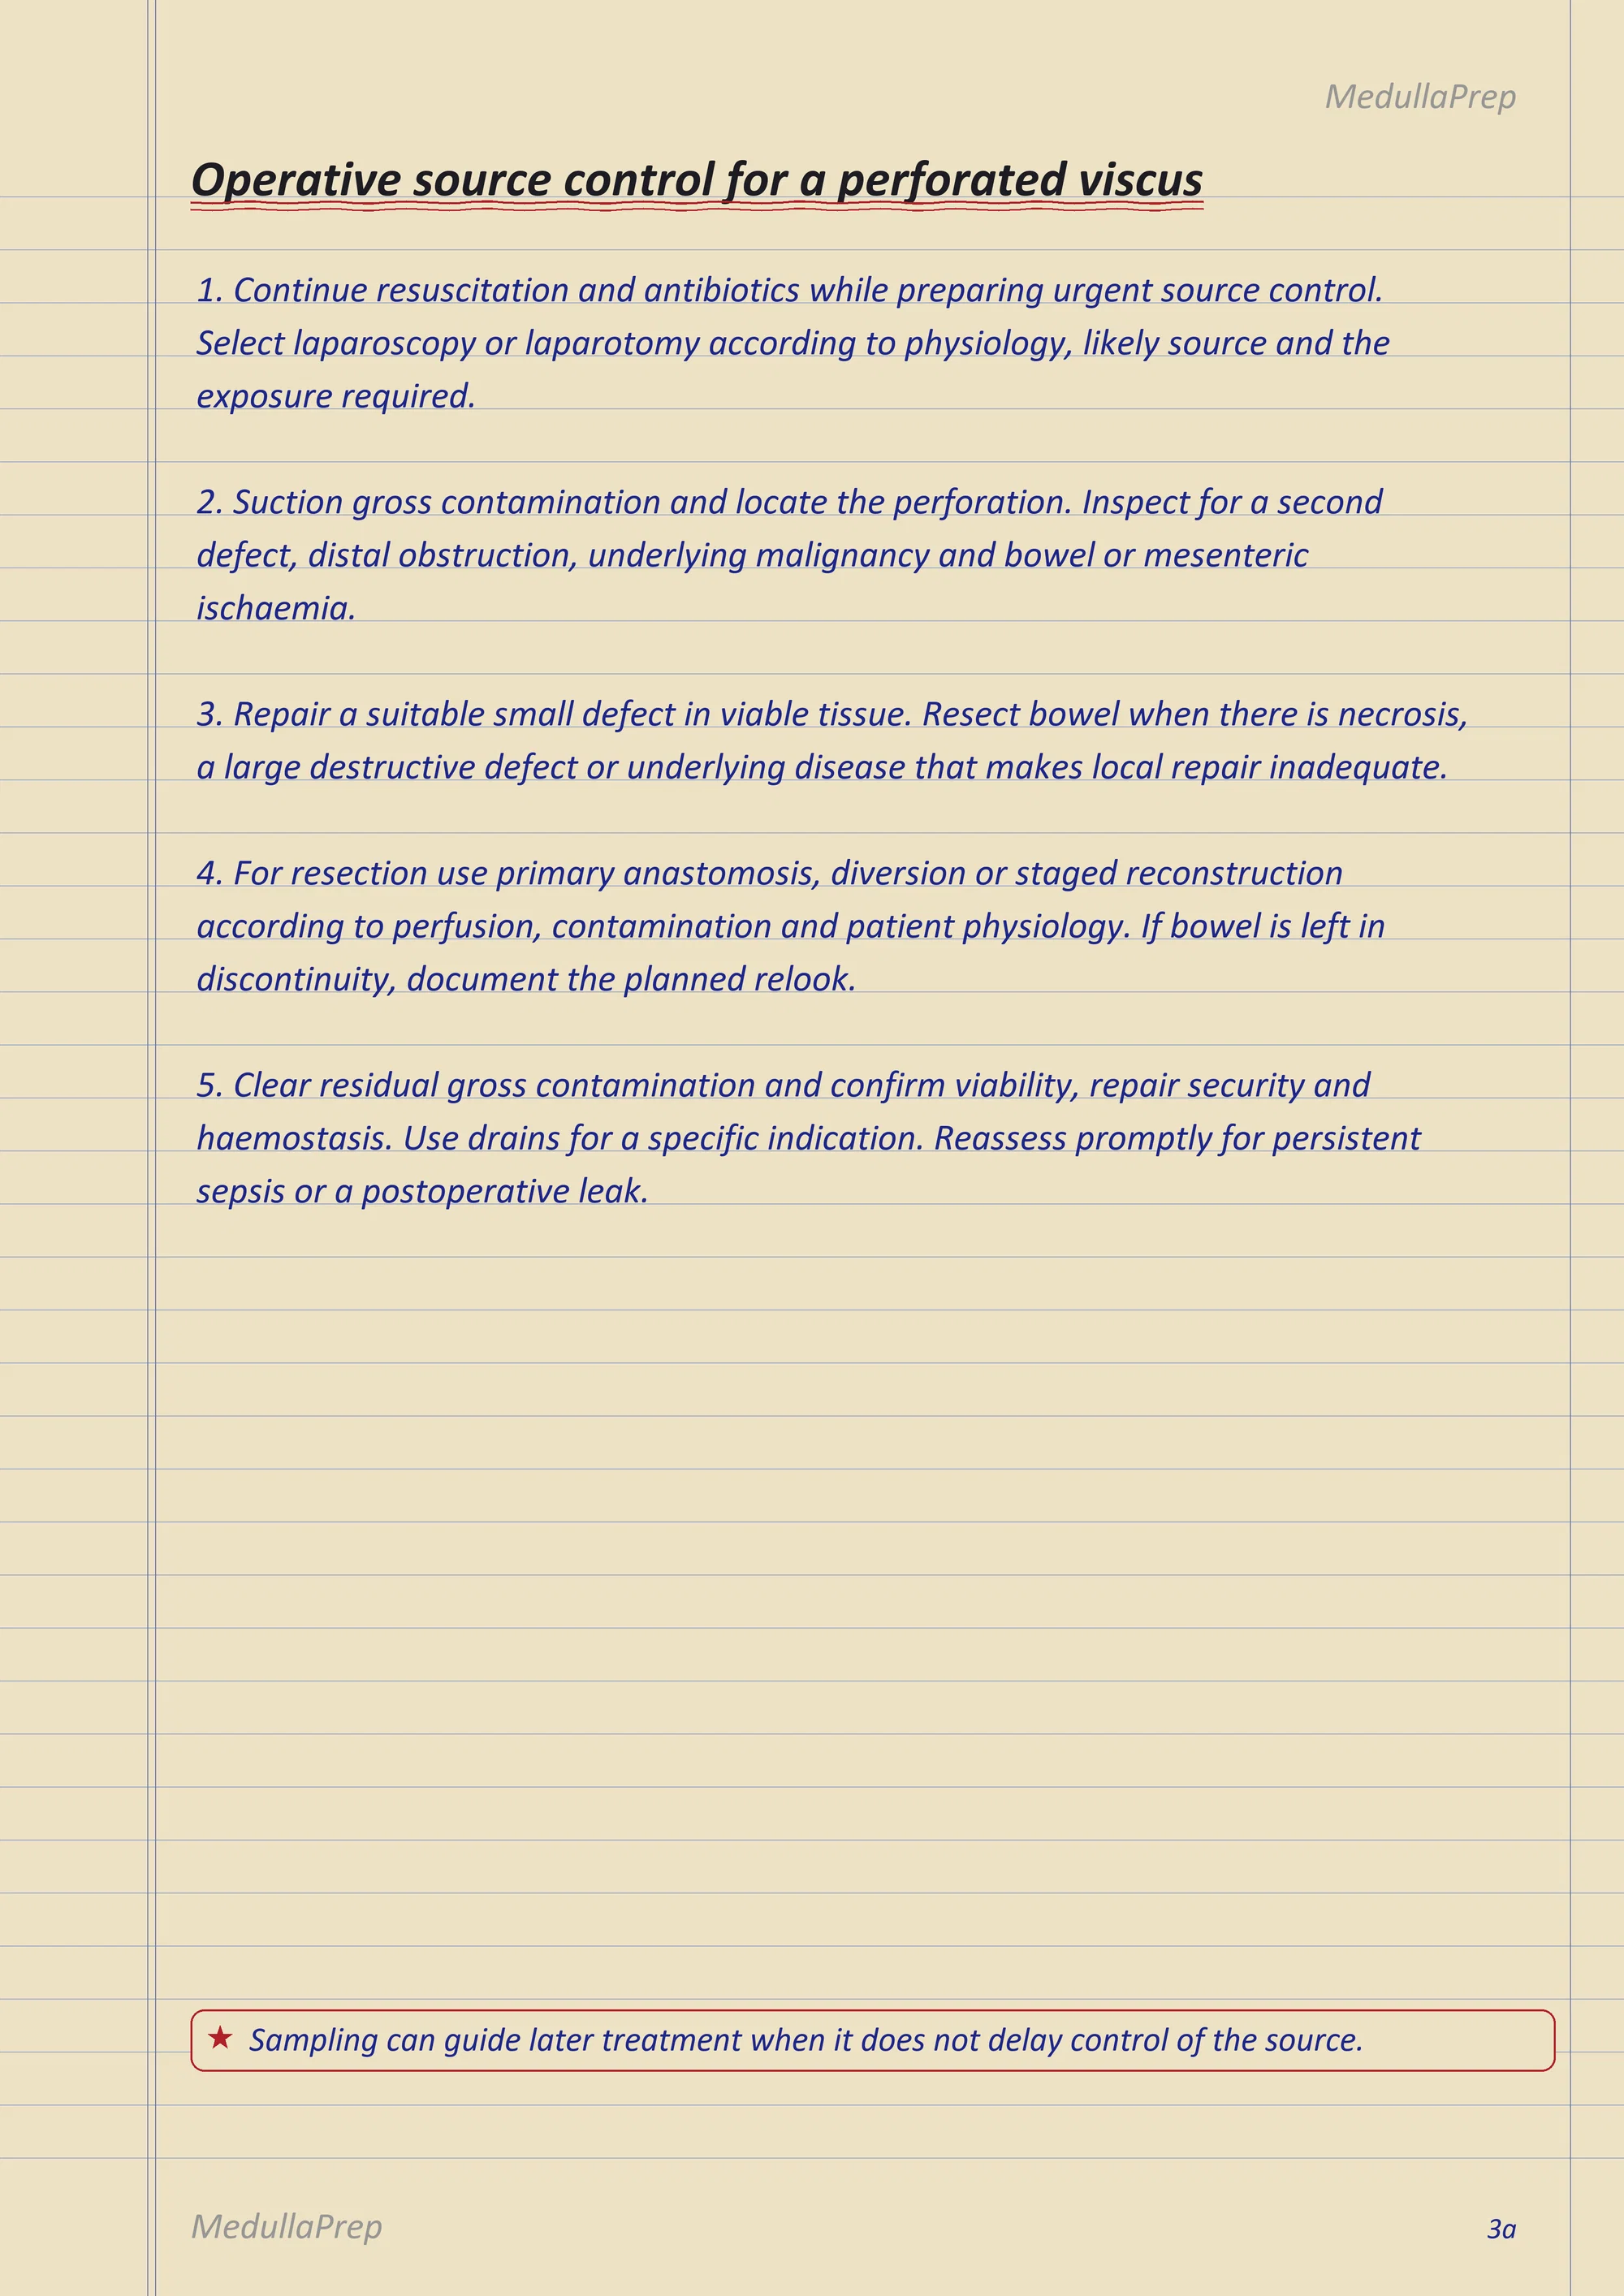 MedullaPrep
Operative source control for a perforated viscus
1. Continue resuscitation and antibiotics while preparing urgent source control.
Select laparoscopy or laparotomy according to physiology, likely source and the
exposure required.
2. Suction gross contamination and locate the perforation. Inspect for a second
defect, distal obstruction, underlying malignancy and bowel or mesenteric
ischaemia.
3. Repair a suitable small defect in viable tissue. Resect bowel when there is necrosis,
a large destructive defect or underlying disease that makes local repair inadequate.
4. For resection use primary anastomosis, diversion or staged reconstruction
according to perfusion, contamination and patient physiology. If bowel is left in
discontinuity, document the planned relook.
5. Clear residual gross contamination and confirm viability, repair security and
haemostasis. Use drains for a specific indication. Reassess promptly for persistent
sepsis or a postoperative leak.
★ Sampling can guide later treatment when it does not delay control of the source.
MedullaPrep
3a